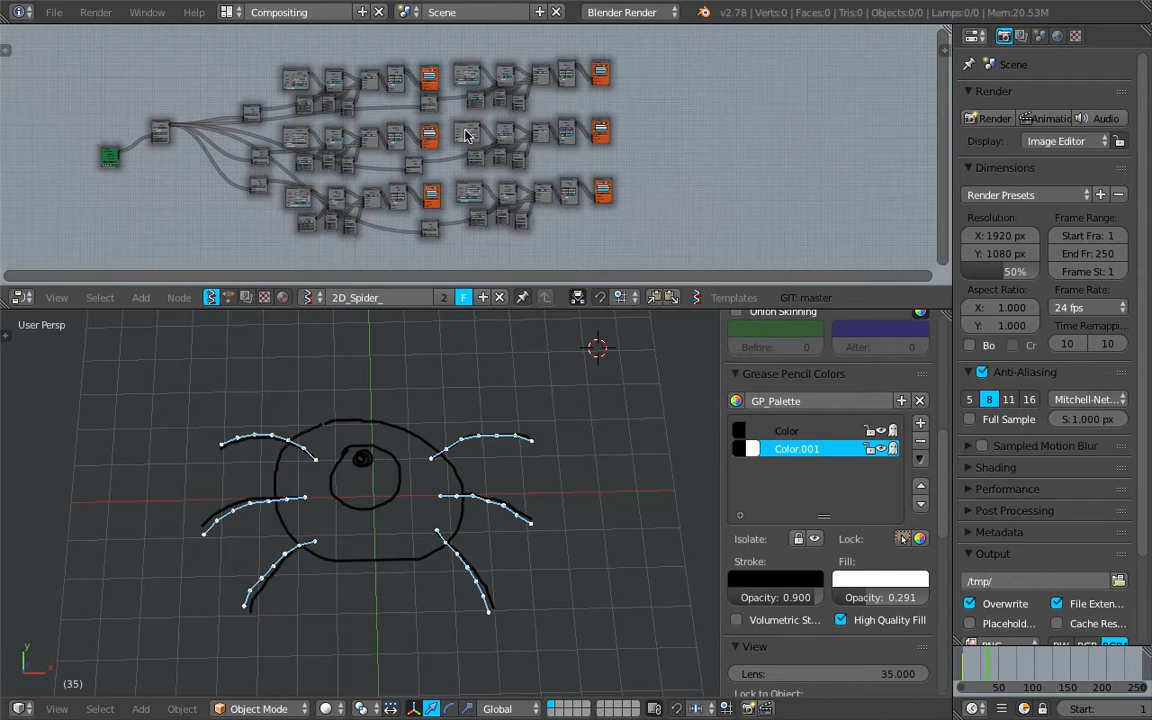 File Render Window Help Compositing Scene Blender Render v2.78 | Verts:0 | Faces:0 | Tris:0 | Objects:0/0 | Lamps:0/0 | Mem:20.53M
Scene
Render
Render Animatic Audio
Display: Image Editor
Dimensions
Render Presets
Resolution: Frame Range:
X: 1920 px Start Fra: 1
Y: 1080 px End Fr: 250
50% Frame St: 1
Aspect Ratio: Frame Rate:
X: 1.000 24 fps
Y: 1.000 Time Remappi...
Bo Cr 10 10
Anti-Aliasing
5 8 11 16 Mitchell-Net...
Full Sample S: 1.000 px
Sampled Motion Blur
Shading
Performance
Post Processing
Metadata
Output
/tmp/
Overwrite File Exten...
Placehold... Cache Res...
PNG BW RGB RGBA
50 100 150 200 250
Start: 1
View Select Add Node 2D_Spider_ 2 F Templates GIT: master
User Persp
Onion Skinning
Before: 0 After: 0
Grease Pencil Colors
GP_Palette
Color
Color.001
Isolate: Lock:
Stroke: Fill:
Opacity: 0.900 Opacity: 0.291
Volumetric St... High Quality Fill
View
Lens: 35.000
Lock to Object:
y
x
(35)
View Select Add Object Object Mode Global